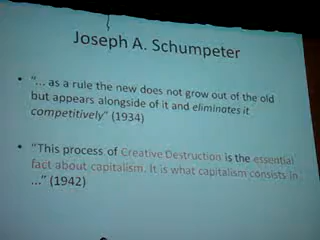 Joseph A. Schumpeter
• "... as a rule the new does not grow out of the old
but appears alongside of it and eliminates it
competitively" (1934)
• "This process of Creative Destruction is the essential
fact about capitalism. It is what capitalism consists in
..." (1942)